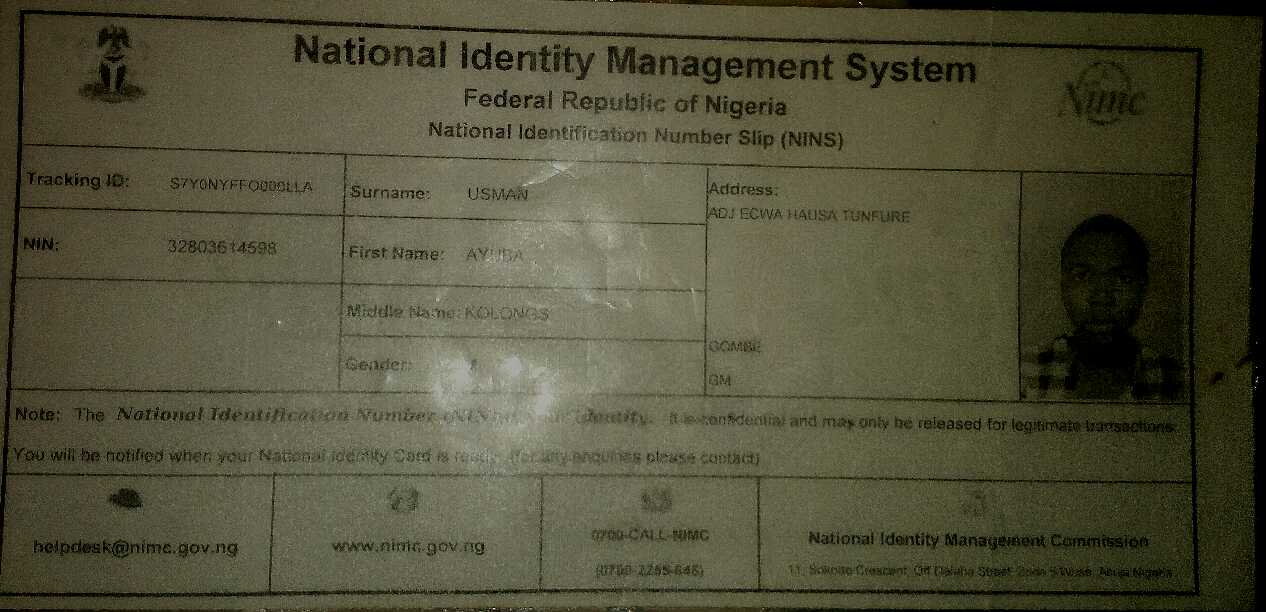 National Identity Management System
Federal Republic of Nigeria
National Identification Number Slip (NINS)
Nimc
Tracking ID: S7Y0NYFFO000LLA
Surname: USMAN
Address:
ADJ ECWA HAUSA TUNFURE
NIN: 32803614598
First Name: AYUBA
Middle Name: KOLONGS
GOMBE
Gender:
GM
Note: The National Identification Number (NIN) is your identity. It is confidential and may only be released for legitimate transactions.
You will be notified when your National Identity Card is ready (for any enquiries please contact)
helpdesk@nimc.gov.ng
www.nimc.gov.ng
0700-CALL-NIMC
(0700-2255-646)
National Identity Management Commission
11, Sokode Crescent, Off Dalaba Street, Zone 5 Wuse, Abuja Nigeria